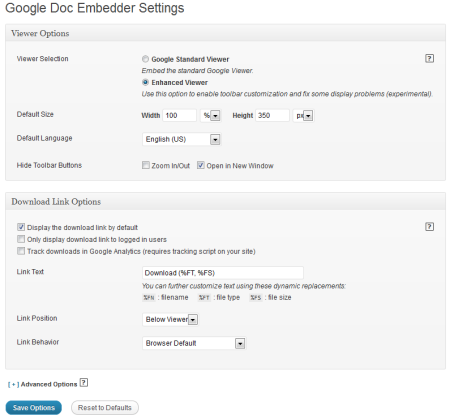 Google Doc Embedder Settings
Viewer Options
Viewer Selection
Google Standard Viewer
?
Embed the standard Google Viewer.
Enhanced Viewer
Use this option to enable toolbar customization and fix some display problems (experimental).
Default Size
Width 100 % Height 350 px
Default Language
English (US)
Hide Toolbar Buttons
Zoom In/Out Open in New Window
Download Link Options
Display the download link by default
?
Only display download link to logged in users
Track downloads in Google Analytics (requires tracking script on your site)
Link Text
Download (%FT, %FS)
You can further customize text using these dynamic replacements:
%FN : filename %FT : file type %FS : file size
Link Position
Below Viewer
Link Behavior
Browser Default
[+] Advanced Options ?
Save Options Reset to Defaults